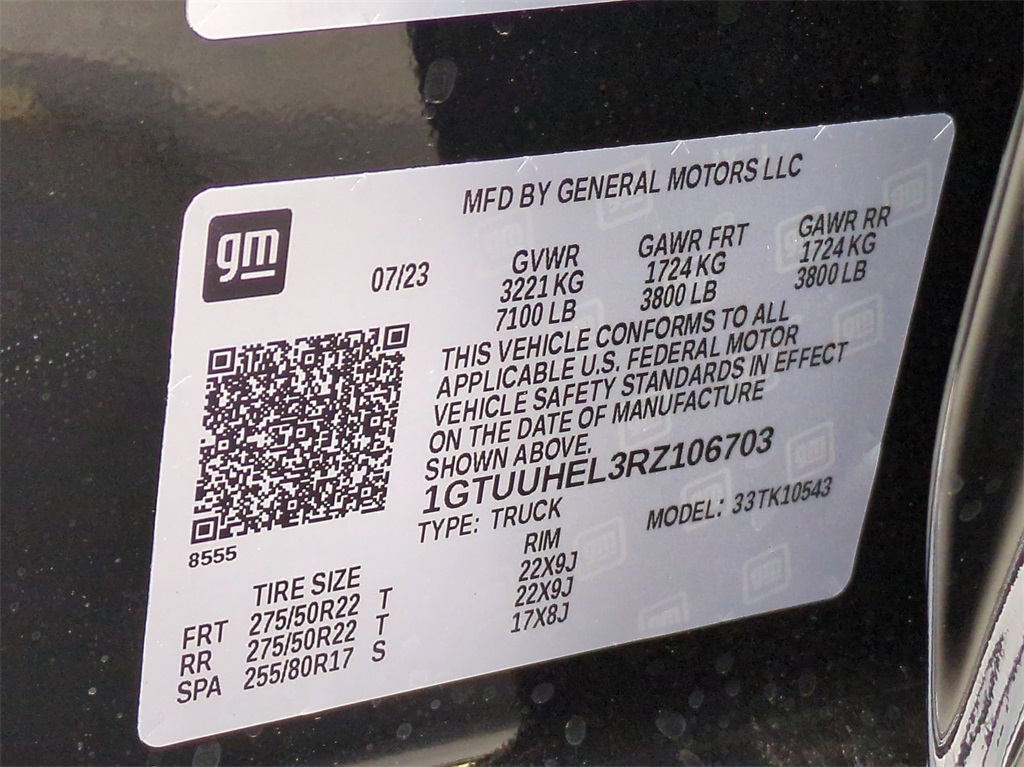 MFD BY GENERAL MOTORS LLC
gm
07/23
GVWR
3221 KG
7100 LB
GAWR FRT
1724 KG
3800 LB
GAWR RR
1724 KG
3800 LB
THIS VEHICLE CONFORMS TO ALL
APPLICABLE U.S. FEDERAL MOTOR
VEHICLE SAFETY STANDARDS IN EFFECT
ON THE DATE OF MANUFACTURE
SHOWN ABOVE.
1GTUUHEL3RZ106703
TYPE: TRUCK MODEL: 33TK10543
8555
TIRE SIZE RIM
FRT 275/50R22 T 22X9J
RR 275/50R22 T 22X9J
SPA 255/80R17 S 17X8J